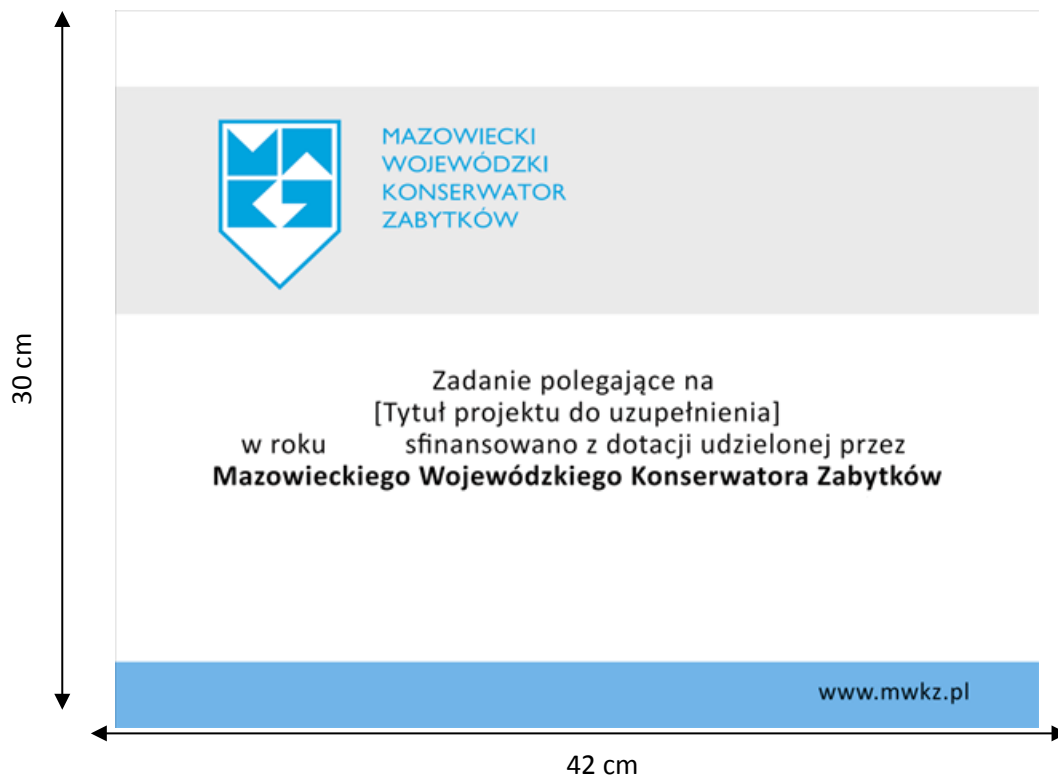 MAZOWIECKI
WOJEWÓDZKI
KONSERWATOR
ZABYTKÓW
30 cm
Zadanie polegające na
[Tytuł projektu do uzupełnienia]
w roku sfinansowano z dotacji udzielonej przez
Mazowieckiego Wojewódzkiego Konserwatora Zabytków
www.mwkz.pl
42 cm